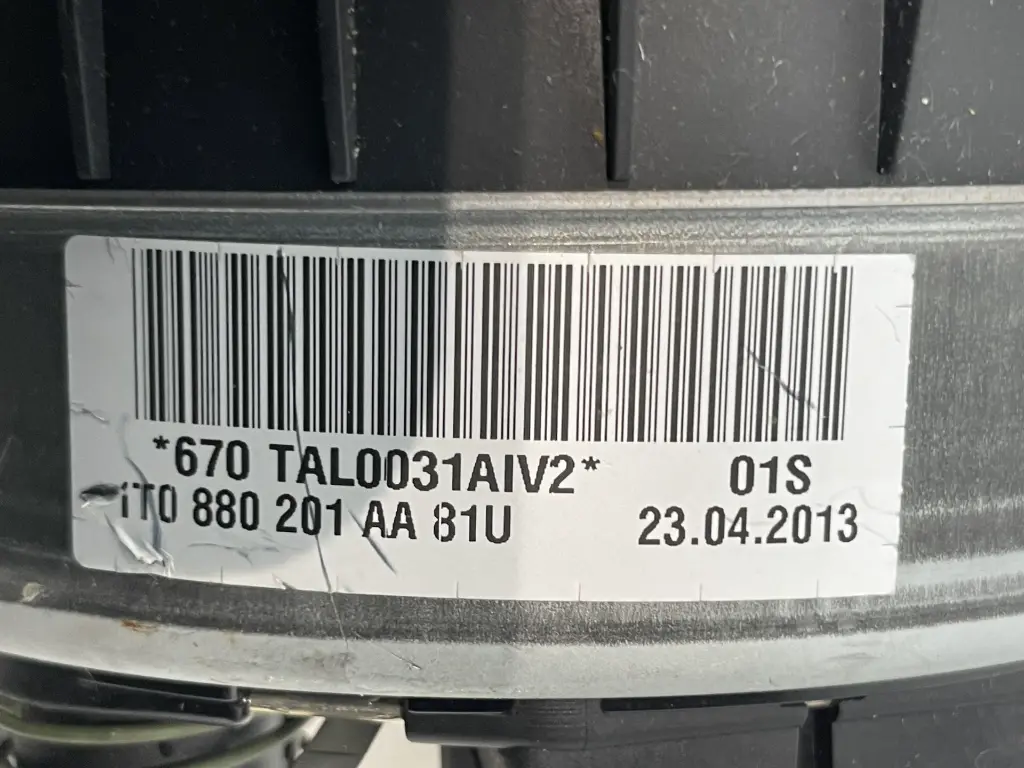 *670 TAL0031AIV2* 01S
1T0 880 201 AA 81U 23.04.2013